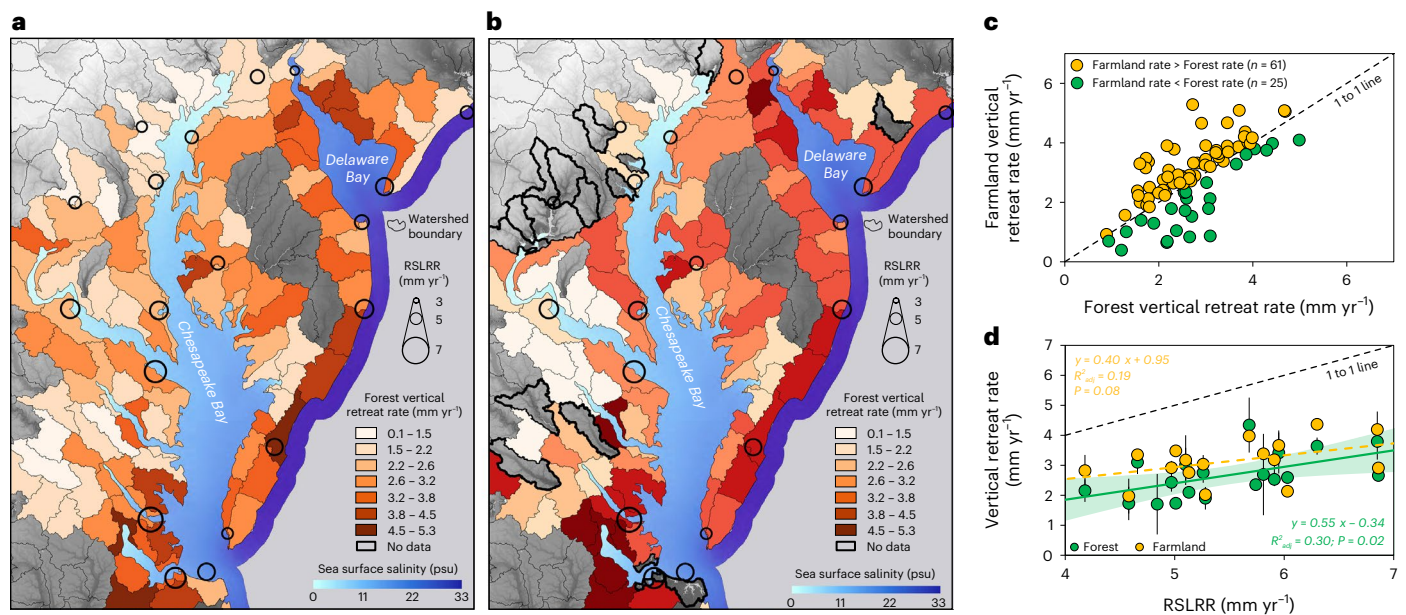 a
Delaware
Bay
Watershed
boundary
RSLRR
(mm yr⁻¹)
3
5
7
Chesapeake Bay
Forest vertical
retreat rate (mm yr⁻¹)
0.1 – 1.5
1.5 – 2.2
2.2 – 2.6
2.6 – 3.2
3.2 – 3.8
3.8 – 4.5
4.5 – 5.3
No data
Sea surface salinity (psu)
0 11 22 33
b
Delaware
Bay
Watershed
boundary
RSLRR
(mm yr⁻¹)
3
5
7
Chesapeake Bay
Forest vertical
retreat rate (mm yr⁻¹)
0.1 – 1.5
1.5 – 2.2
2.2 – 2.6
2.6 – 3.2
3.2 – 3.8
3.8 – 4.5
4.5 – 5.3
No data
Sea surface salinity (psu)
0 11 22 33
c
Farmland rate > Forest rate (n = 61)
Farmland rate < Forest rate (n = 25)
1 to 1 line
Farmland vertical
retreat rate (mm yr⁻¹)
6
4
2
0
0 2 4 6
Forest vertical retreat rate (mm yr⁻¹)
d
y = 0.40 x + 0.95
R²adj = 0.19
P = 0.08
1 to 1 line
Vertical retreat rate
(mm yr⁻¹)
7
6
5
4
3
2
1
0
y = 0.55 x – 0.34
R²adj = 0.30; P = 0.02
Forest Farmland
4 5 6 7
RSLRR (mm yr⁻¹)